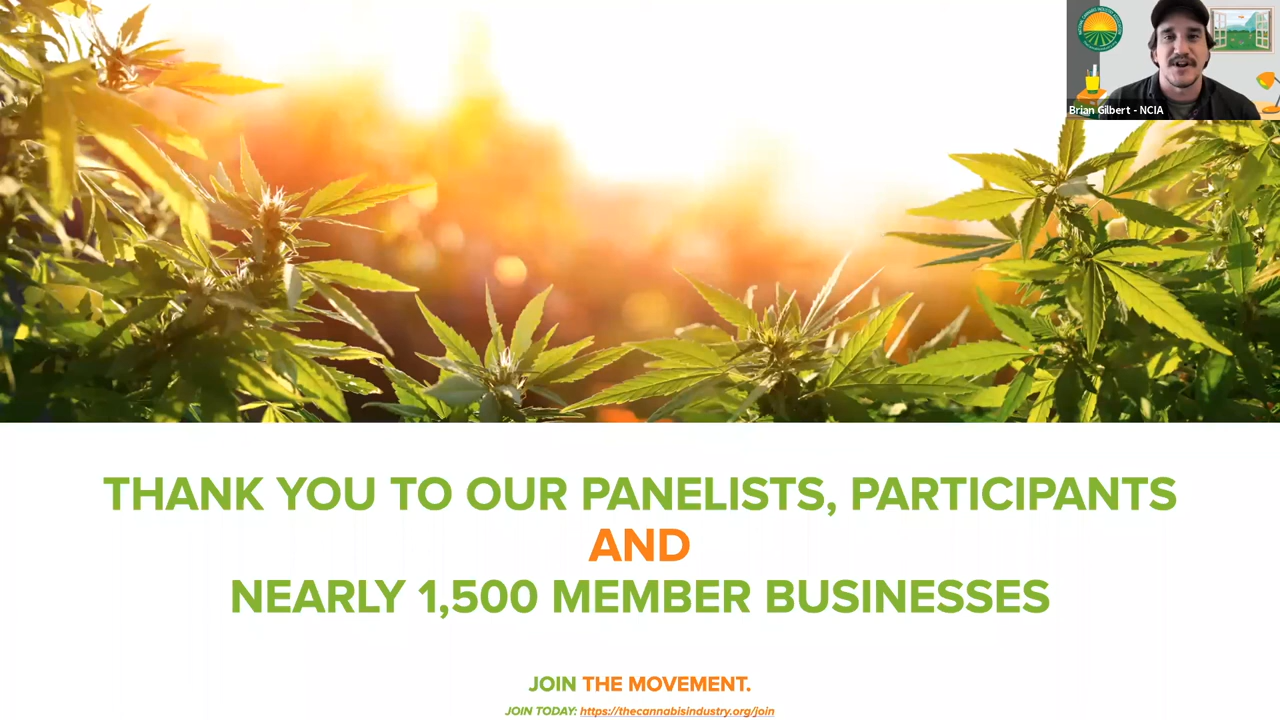 Brian Gilbert - NCIA
THANK YOU TO OUR PANELISTS, PARTICIPANTS
AND
NEARLY 1,500 MEMBER BUSINESSES
JOIN THE MOVEMENT.
JOIN TODAY: https://thecannabisindustry.org/join